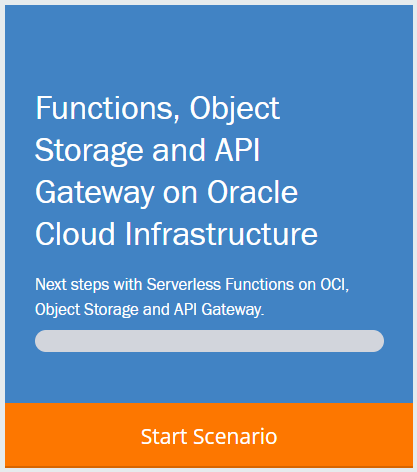 Functions, Object
Storage and API
Gateway on Oracle
Cloud Infrastructure
Next steps with Serverless Functions on OCI,
Object Storage and API Gateway.
Start Scenario